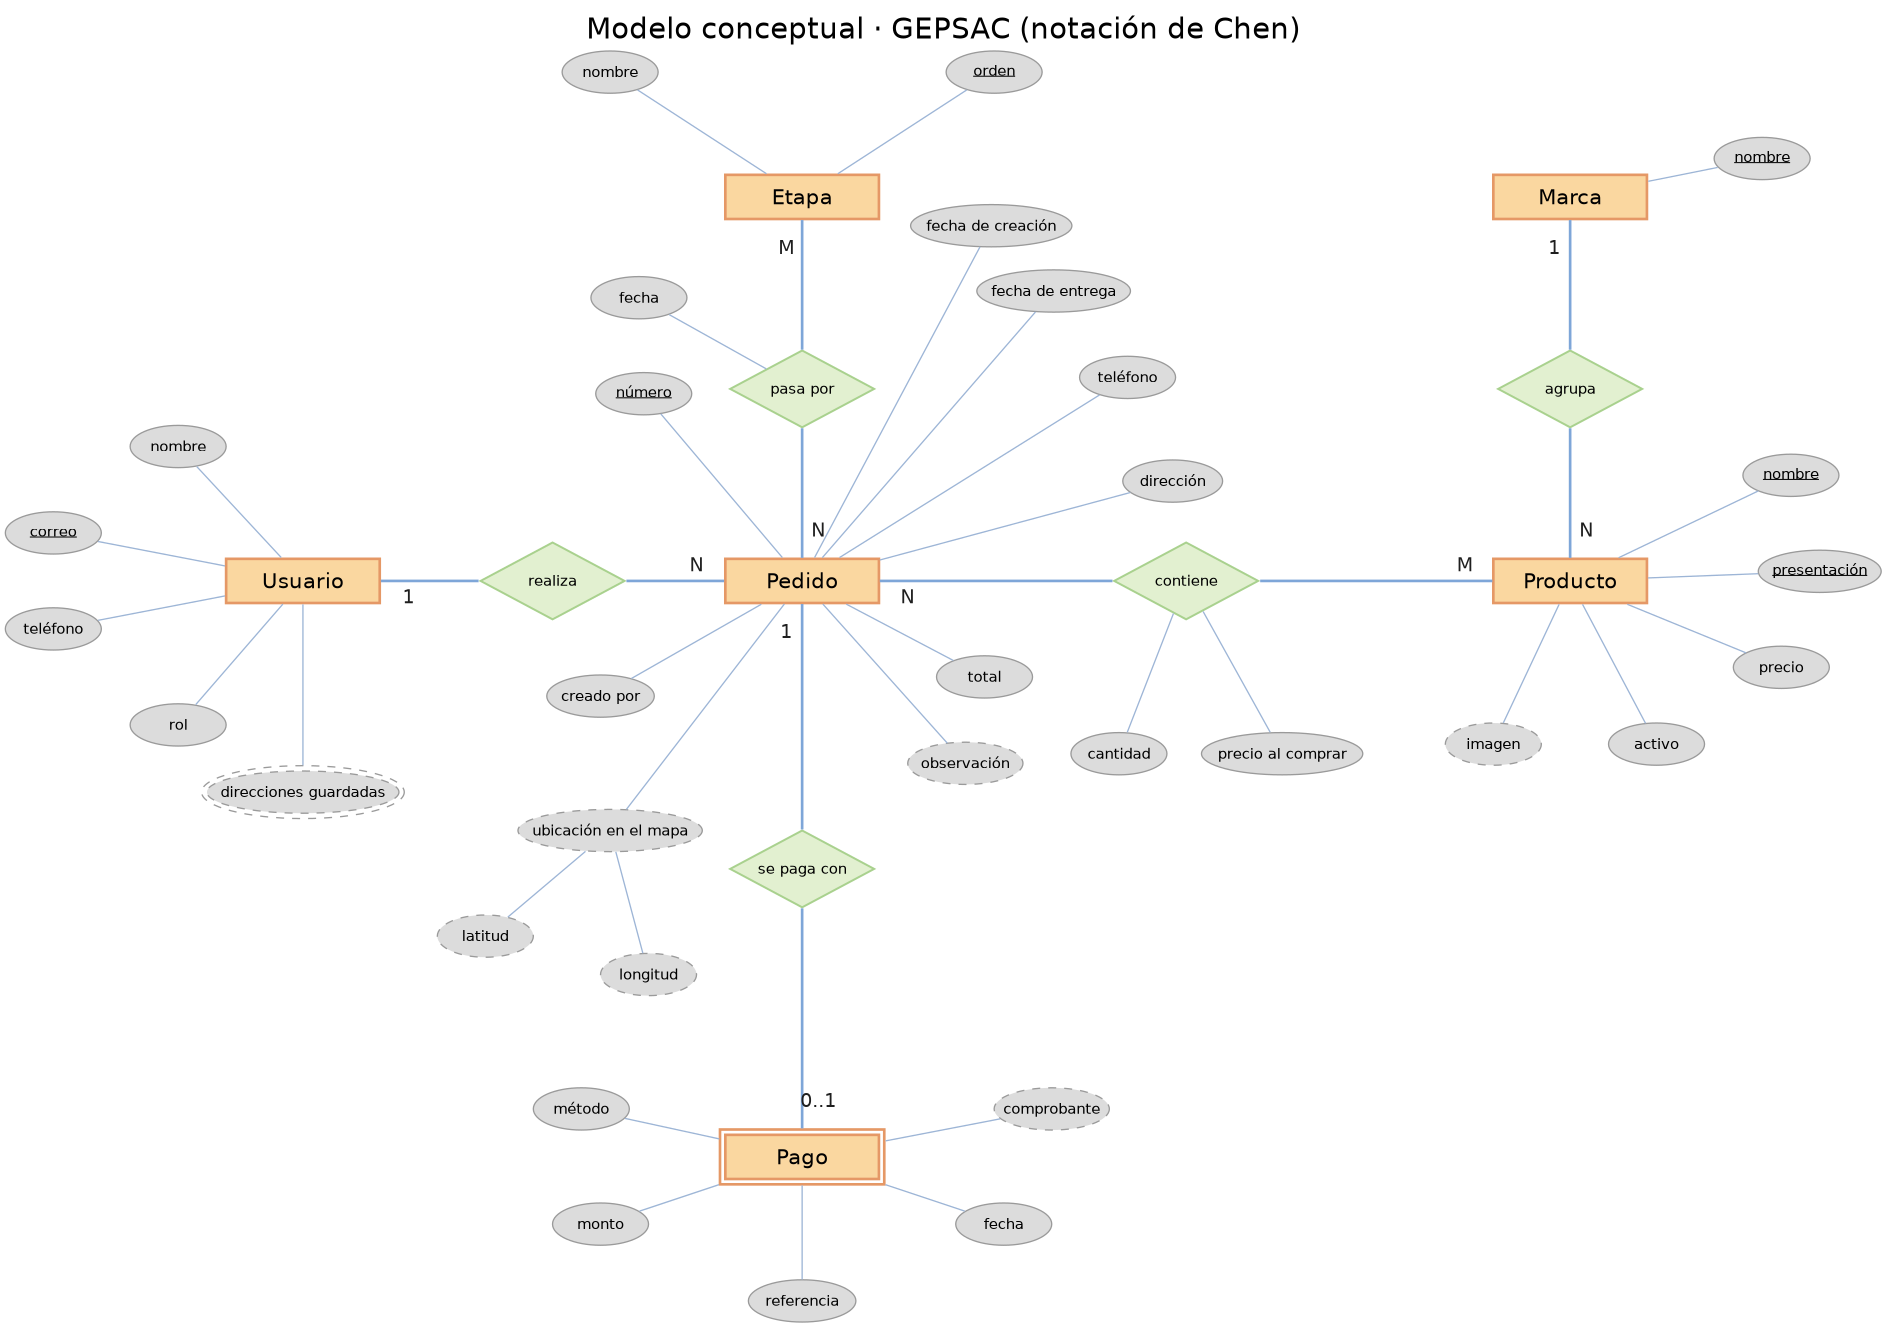 Modelo conceptual · GEPSAC (notación de Chen)
nombre
orden
nombre
Etapa
Marca
fecha de creación
M
1
fecha de entrega
fecha
teléfono
pasa por
agrupa
número
nombre
dirección
nombre
correo
N
N
N
M
presentación
Usuario
realiza
Pedido
contiene
Producto
1
N
teléfono
1
precio
total
creado por
rol
imagen
activo
cantidad
precio al comprar
observación
direcciones guardadas
ubicación en el mapa
se paga con
latitud
longitud
0..1
método
comprobante
Pago
monto
fecha
referencia